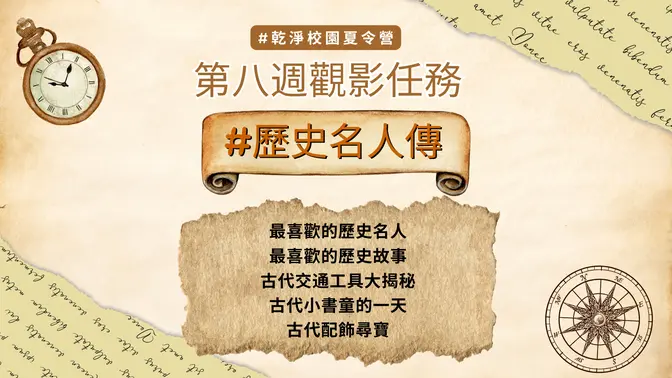 #乾淨校園夏令營
第八週觀影任務
#歷史名人傳
最喜歡的歷史名人
最喜歡的歷史故事
古代交通工具大揭秘
古代小書童的一天
古代配飾尋寶